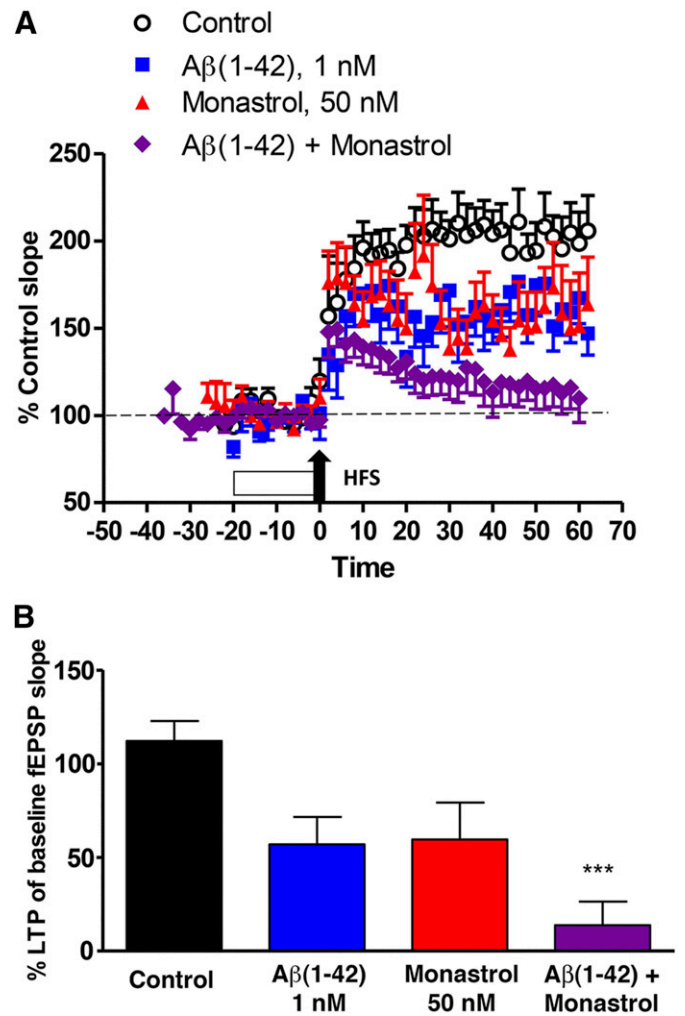 A
Control
Aβ(1-42), 1 nM
Monastrol, 50 nM
Aβ(1-42) + Monastrol
250
200
150
100
50
% Control slope
HFS
-50 -40 -30 -20 -10 0 10 20 30 40 50 60 70
Time
B
150
100
50
0
% LTP of baseline fEPSP slope
***
Control
Aβ(1-42)
1 nM
Monastrol
50 nM
Aβ(1-42) +
Monastrol